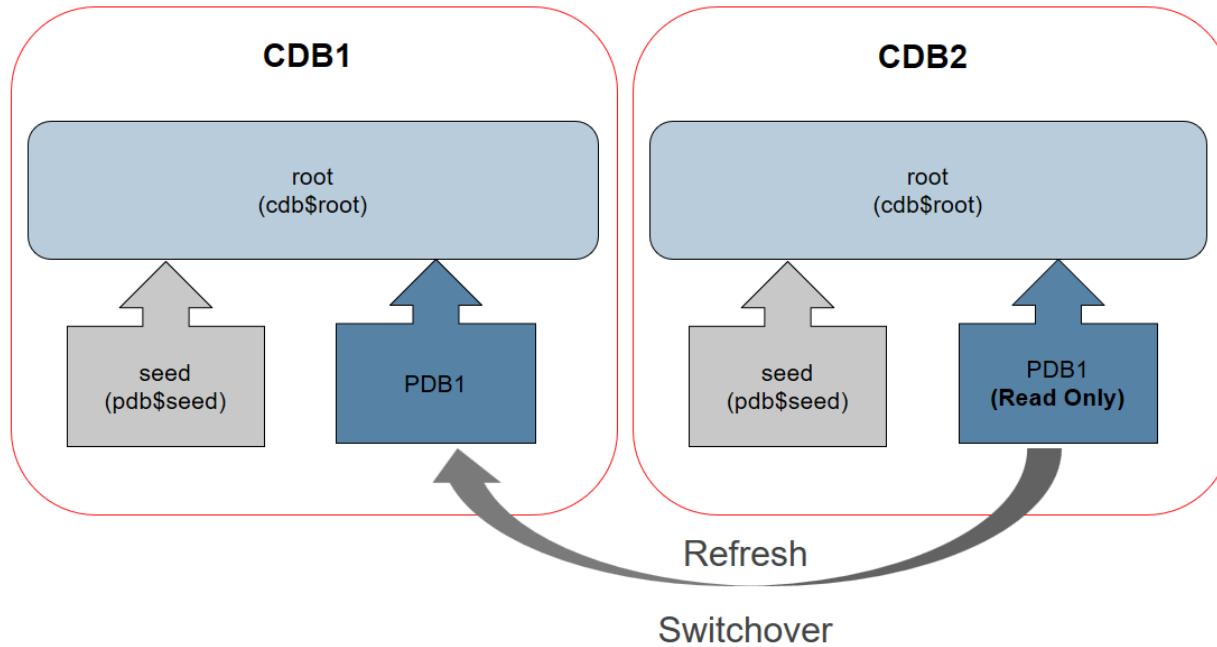 CDB1
root
(cdb$root)
seed
(pdb$seed)
PDB1
CDB2
root
(cdb$root)
seed
(pdb$seed)
PDB1
(Read Only)
Refresh
Switchover